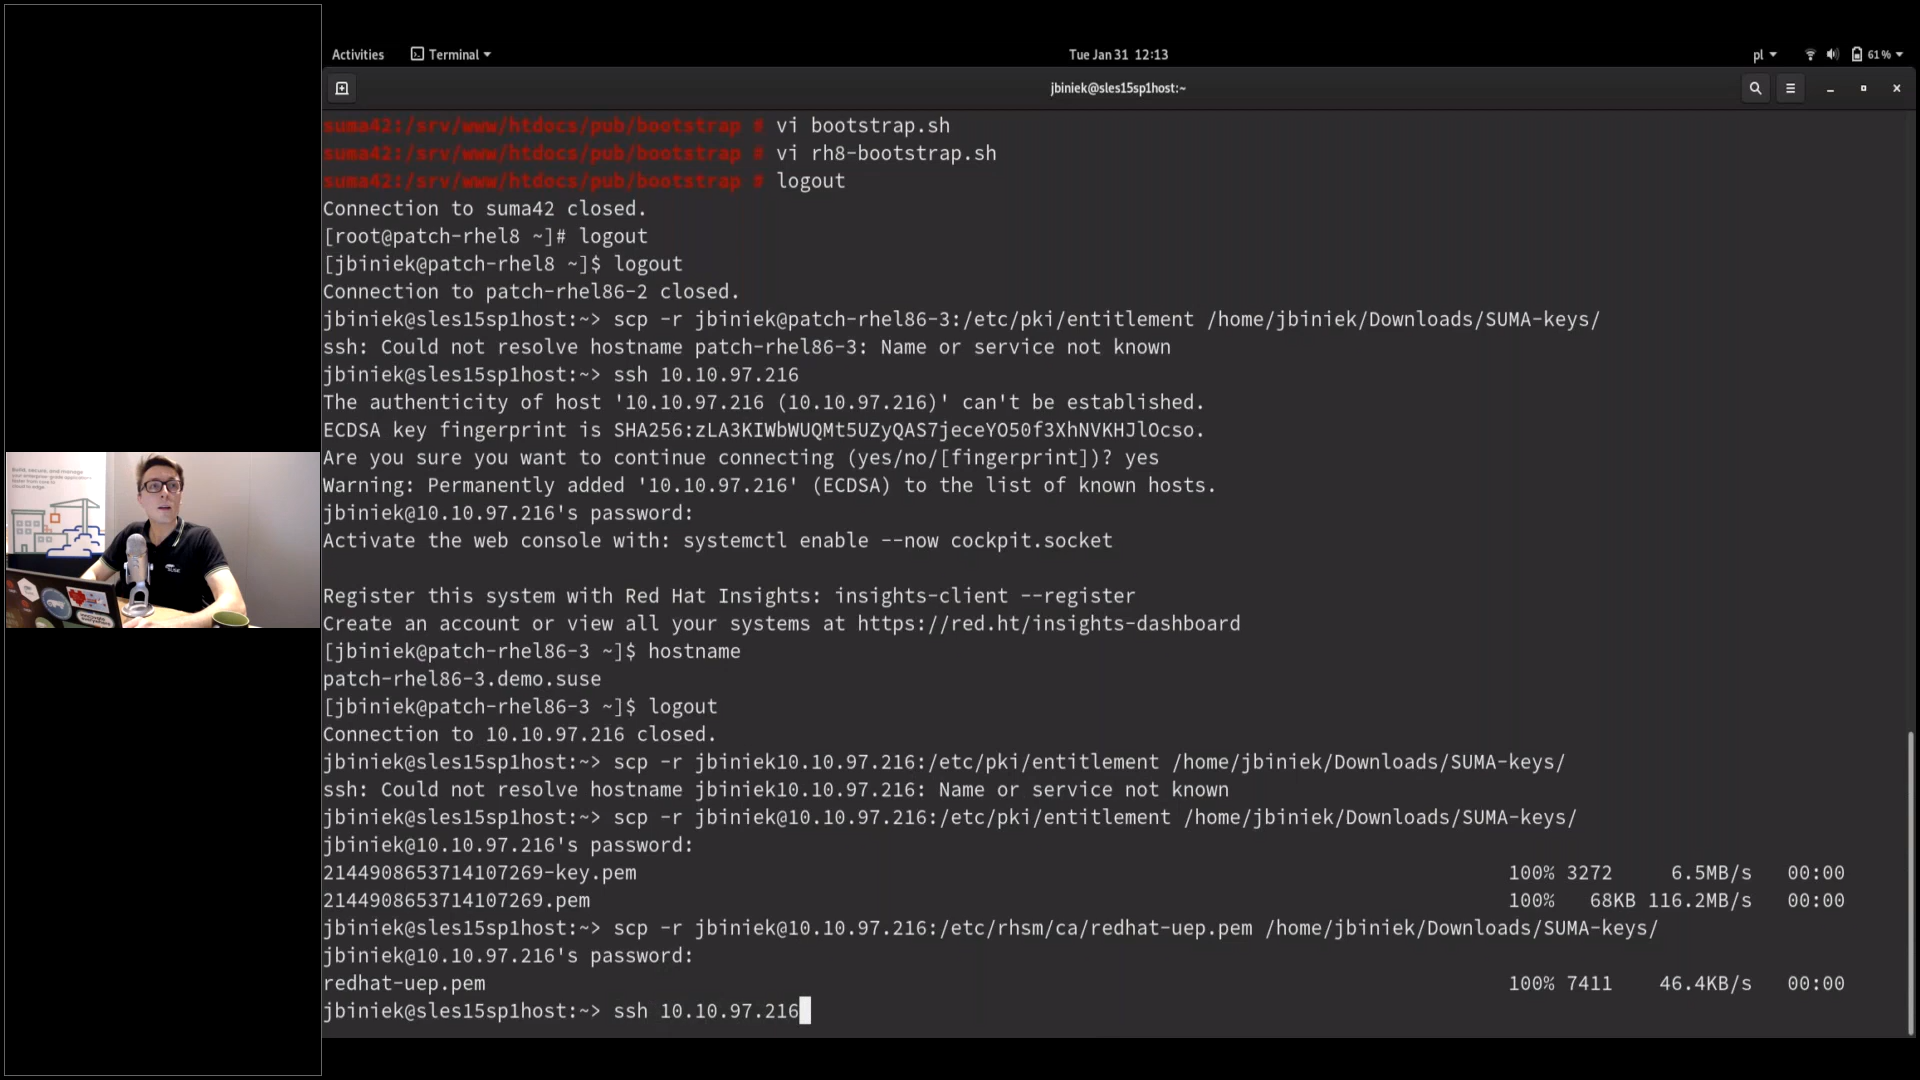 Activities
Terminal
Tue Jan 31 12:13
pl
61 %
jbiniek@sles15sp1host:~
suma42:/srv/www/htdocs/pub/bootstrap # vi bootstrap.sh
suma42:/srv/www/htdocs/pub/bootstrap # vi rh8-bootstrap.sh
suma42:/srv/www/htdocs/pub/bootstrap # logout
Connection to suma42 closed.
[root@patch-rhel8 ~]# logout
[jbiniek@patch-rhel8 ~]$ logout
Connection to patch-rhel86-2 closed.
jbiniek@sles15sp1host:~> scp -r jbiniek@patch-rhel86-3:/etc/pki/entitlement /home/jbiniek/Downloads/SUMA-keys/
ssh: Could not resolve hostname patch-rhel86-3: Name or service not known
jbiniek@sles15sp1host:~> ssh 10.10.97.216
The authenticity of host '10.10.97.216 (10.10.97.216)' can't be established.
ECDSA key fingerprint is SHA256:zLA3KIWbWUQMt5UZyQAS7jeceYO50f3XhNVKHJlOcso.
Are you sure you want to continue connecting (yes/no/[fingerprint])? yes
Warning: Permanently added '10.10.97.216' (ECDSA) to the list of known hosts.
jbiniek@10.10.97.216's password:
Activate the web console with: systemctl enable --now cockpit.socket
Register this system with Red Hat Insights: insights-client --register
Create an account or view all your systems at https://red.ht/insights-dashboard
[jbiniek@patch-rhel86-3 ~]$ hostname
patch-rhel86-3.demo.suse
[jbiniek@patch-rhel86-3 ~]$ logout
Connection to 10.10.97.216 closed.
jbiniek@sles15sp1host:~> scp -r jbiniek10.10.97.216:/etc/pki/entitlement /home/jbiniek/Downloads/SUMA-keys/
ssh: Could not resolve hostname jbiniek10.10.97.216: Name or service not known
jbiniek@sles15sp1host:~> scp -r jbiniek@10.10.97.216:/etc/pki/entitlement /home/jbiniek/Downloads/SUMA-keys/
jbiniek@10.10.97.216's password:
2144908653714107269-key.pem 100% 3272 6.5MB/s 00:00
2144908653714107269.pem 100% 68KB 116.2MB/s 00:00
jbiniek@sles15sp1host:~> scp -r jbiniek@10.10.97.216:/etc/rhsm/ca/redhat-uep.pem /home/jbiniek/Downloads/SUMA-keys/
jbiniek@10.10.97.216's password:
redhat-uep.pem 100% 7411 46.4KB/s 00:00
jbiniek@sles15sp1host:~> ssh 10.10.97.216
Build, secure, and manage
SUSE